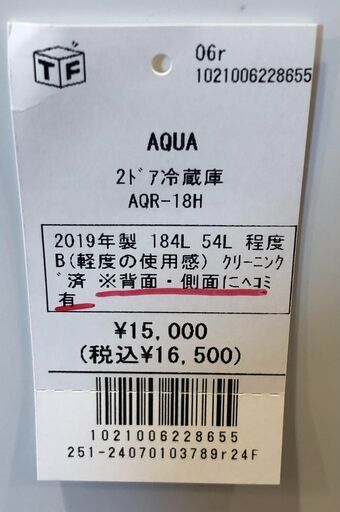 TF
06r
1021006228655
AQUA
2ドア冷蔵庫
AQR-18H
2019年製 184L 54L 程度
B(軽度の使用感) クリーニング
済 ※背面・側面にヘコミ
有
¥15,000
(税込¥16,500)
1021006228655
251-24070103789r24F